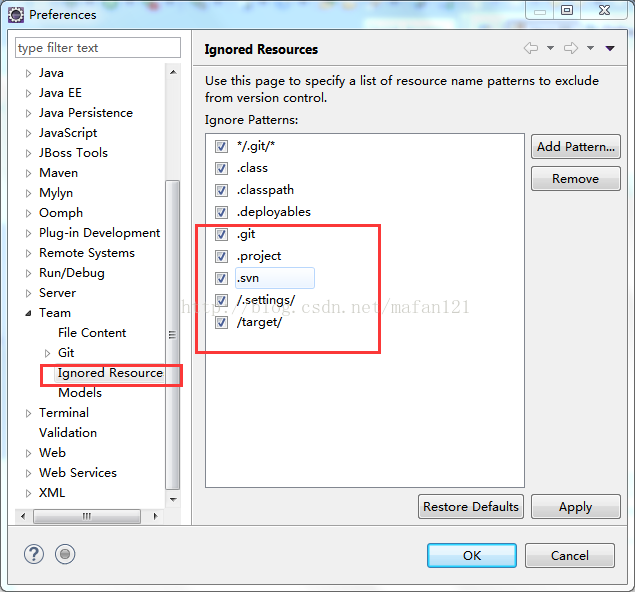 Preferences
type filter text
Java
Java EE
Java Persistence
JavaScript
JBoss Tools
Maven
Mylyn
Oomph
Plug-in Development
Remote Systems
Run/Debug
Server
Team
File Content
Git
Ignored Resource
Models
Terminal
Validation
Web
Web Services
XML
Ignored Resources
Use this page to specify a list of resource name patterns to exclude
from version control.
Ignore Patterns:
*/.git/*
.class
.classpath
.deployables
.git
.project
.svn
/.settings/
/target/
http://blog.csdn.net/mafan121
Add Pattern...
Remove
Restore Defaults
Apply
?
OK
Cancel